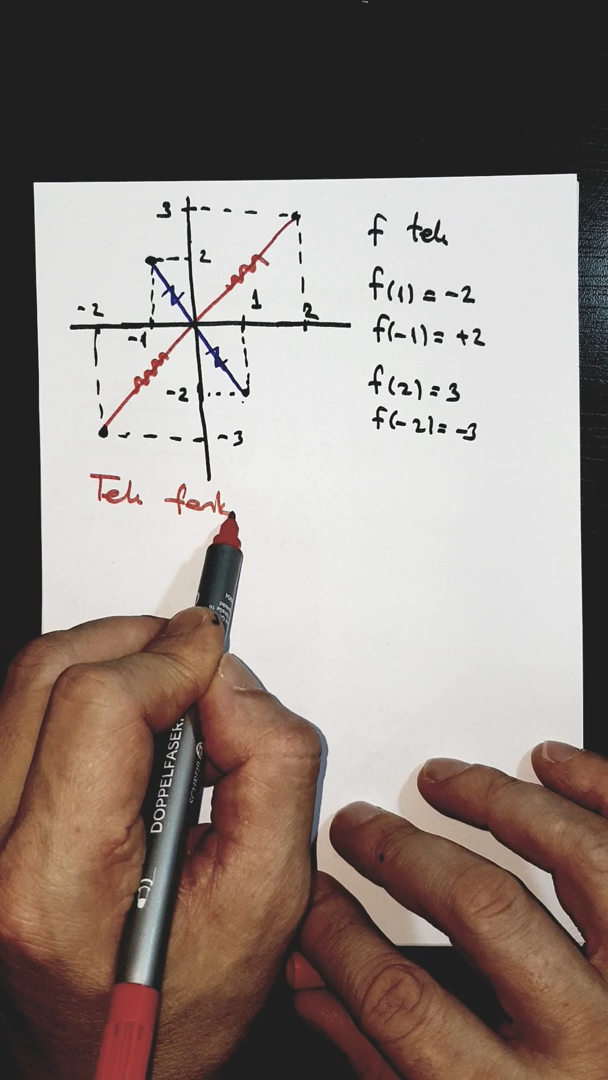 3
f tek
2
f(1) = -2
-2
1
2
-1
f(-1) = +2
-2
f(2) = 3
-3
f(-2) = -3
Tek fonk
DOPPELFASER